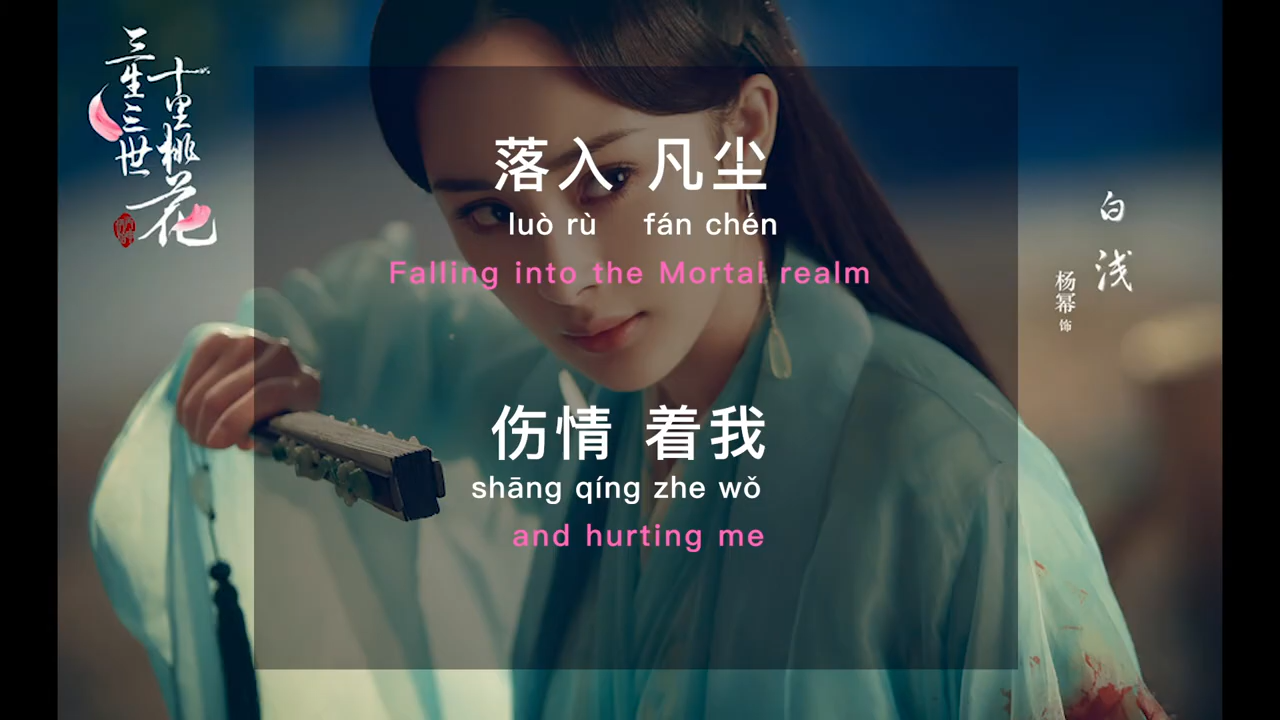 三生三世
十里桃花
落入 凡尘
luò rù fán chén
Falling into the Mortal realm
伤情 着我
shāng qíng zhe wǒ
and hurting me
白浅
杨幂 饰